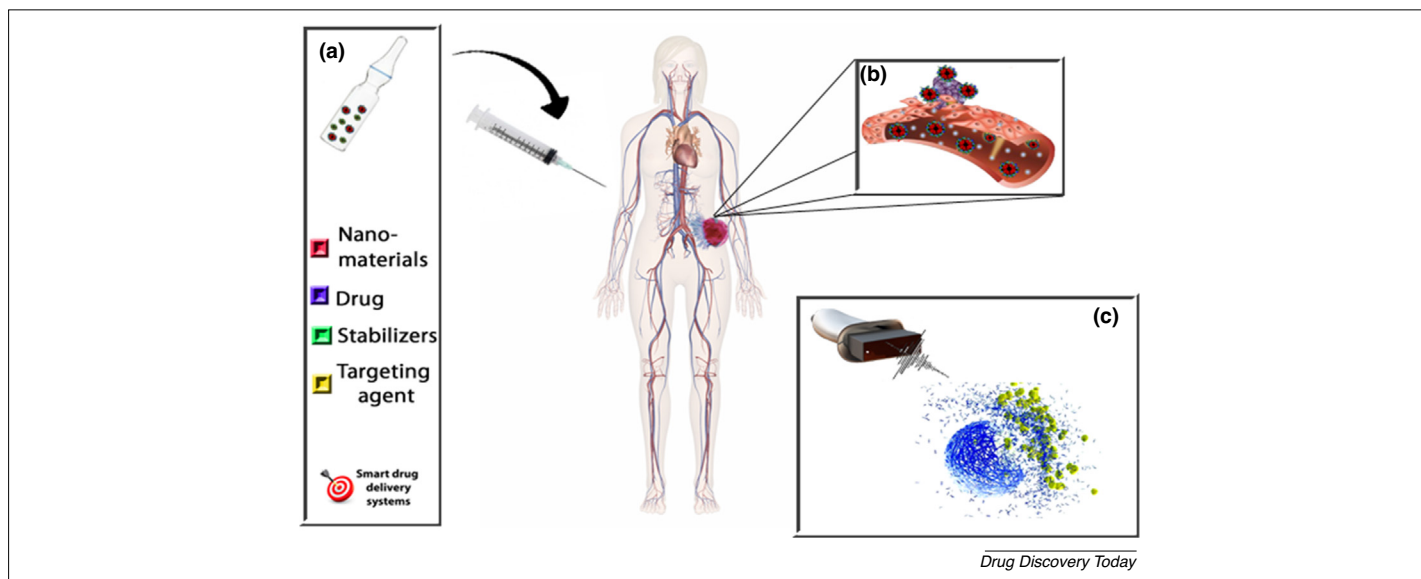 (a)
Nano-
materials
Drug
Stabilizers
Targeting
agent
Smart drug
delivery
systems
(b)
(c)
Drug Discovery Today